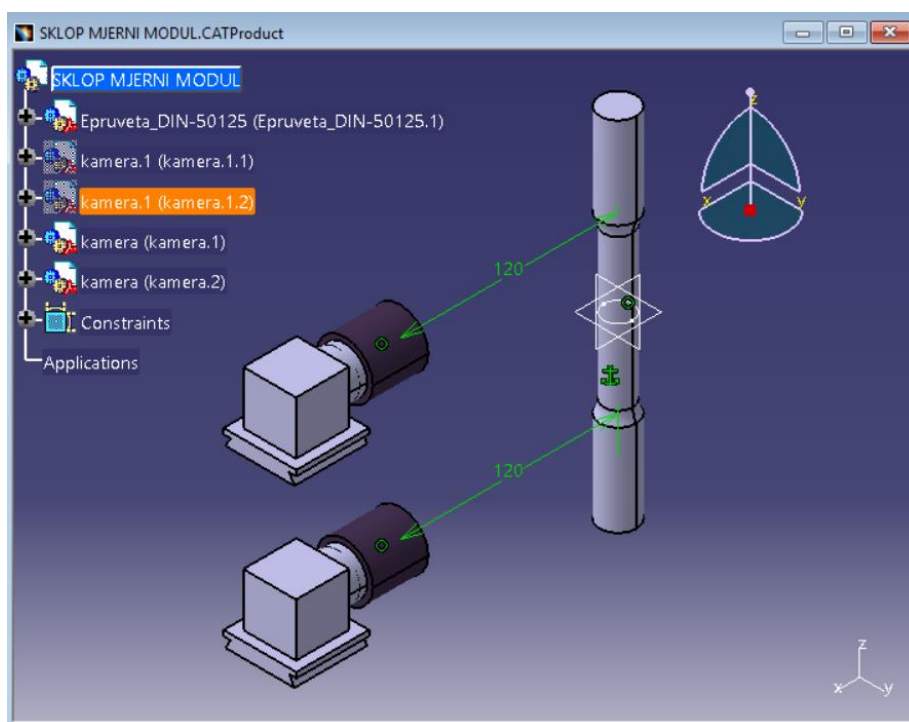 SKLOP MJERNI MODUL.CATProduct
SKLOP MJERNI MODUL
Epruveta_DIN-50125 (Epruveta_DIN-50125.1)
kamera.1 (kamera.1.1)
kamera.1 (kamera.1.2)
kamera (kamera.1)
kamera (kamera.2)
Constraints
Applications
z
x
y
120
120
z
x
y